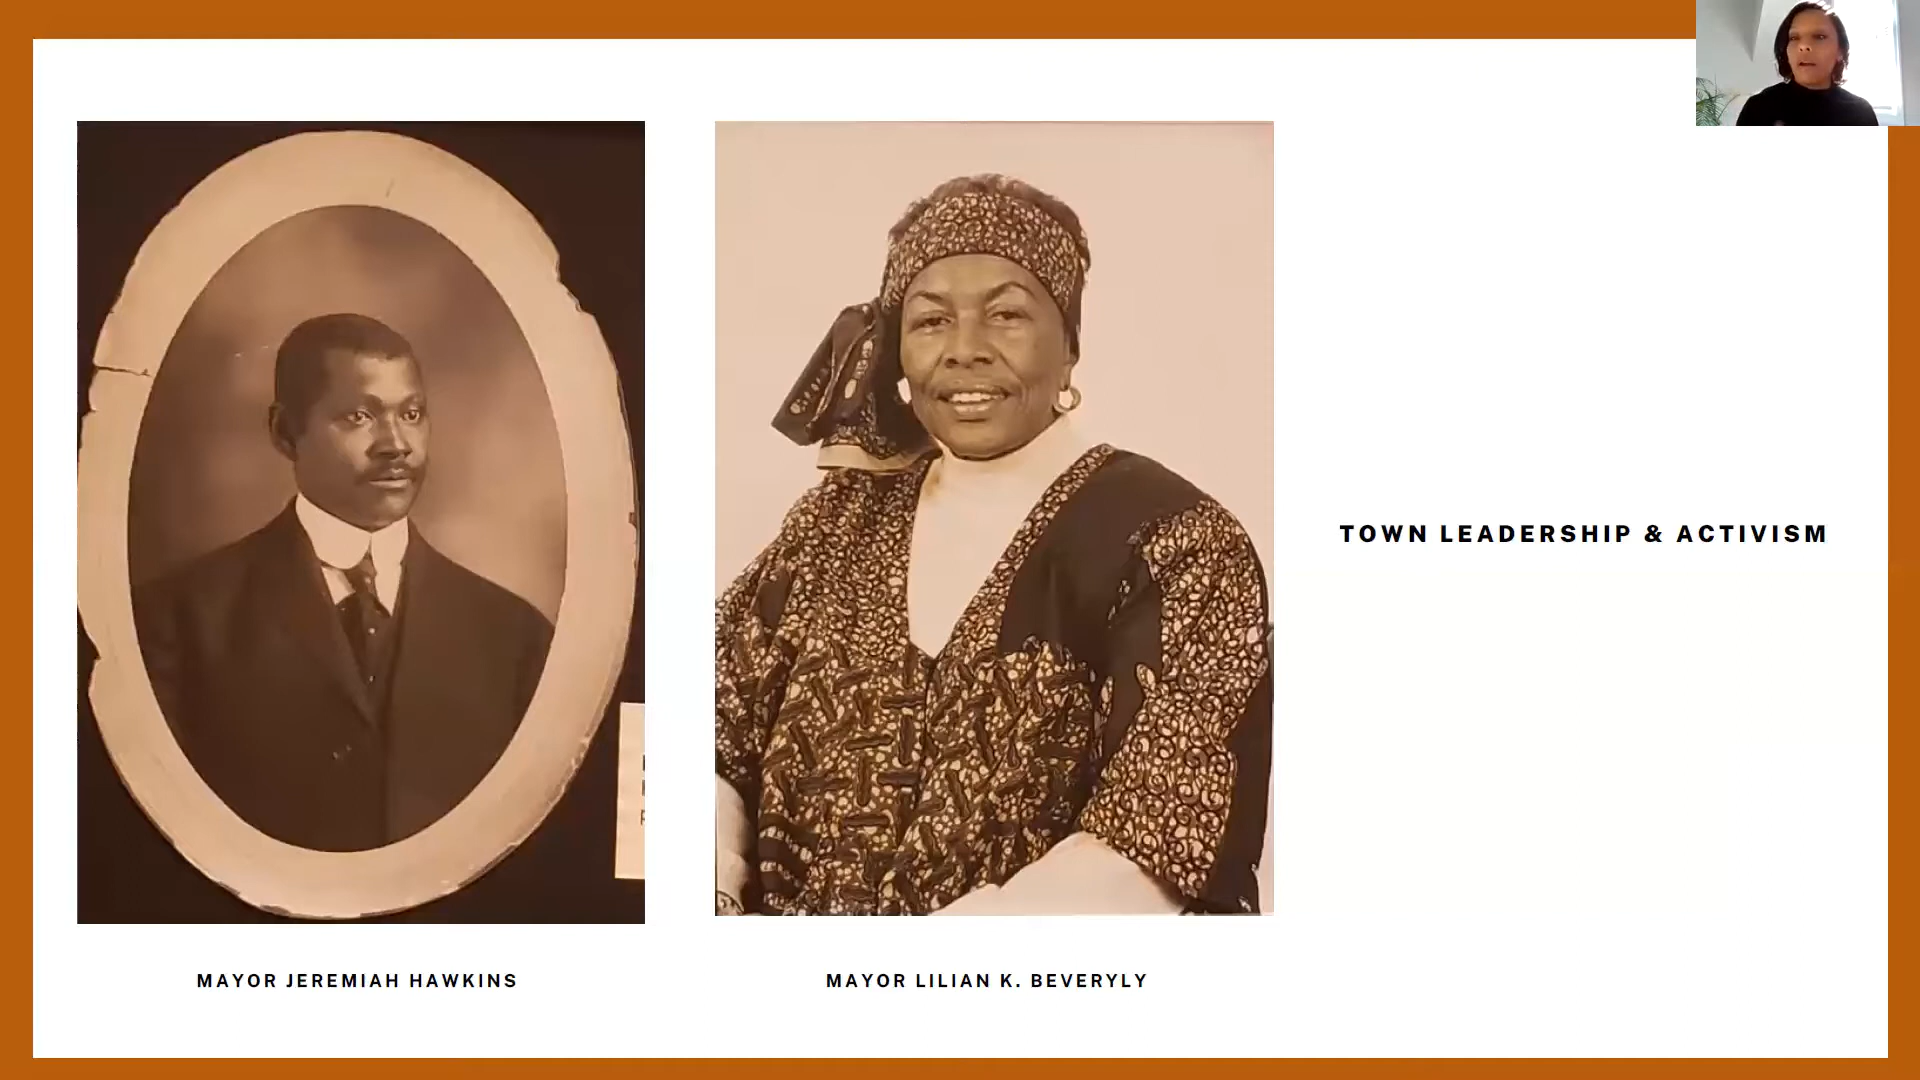 TOWN LEADERSHIP & ACTIVISM
MAYOR JEREMIAH HAWKINS
MAYOR LILIAN K. BEVERYLY